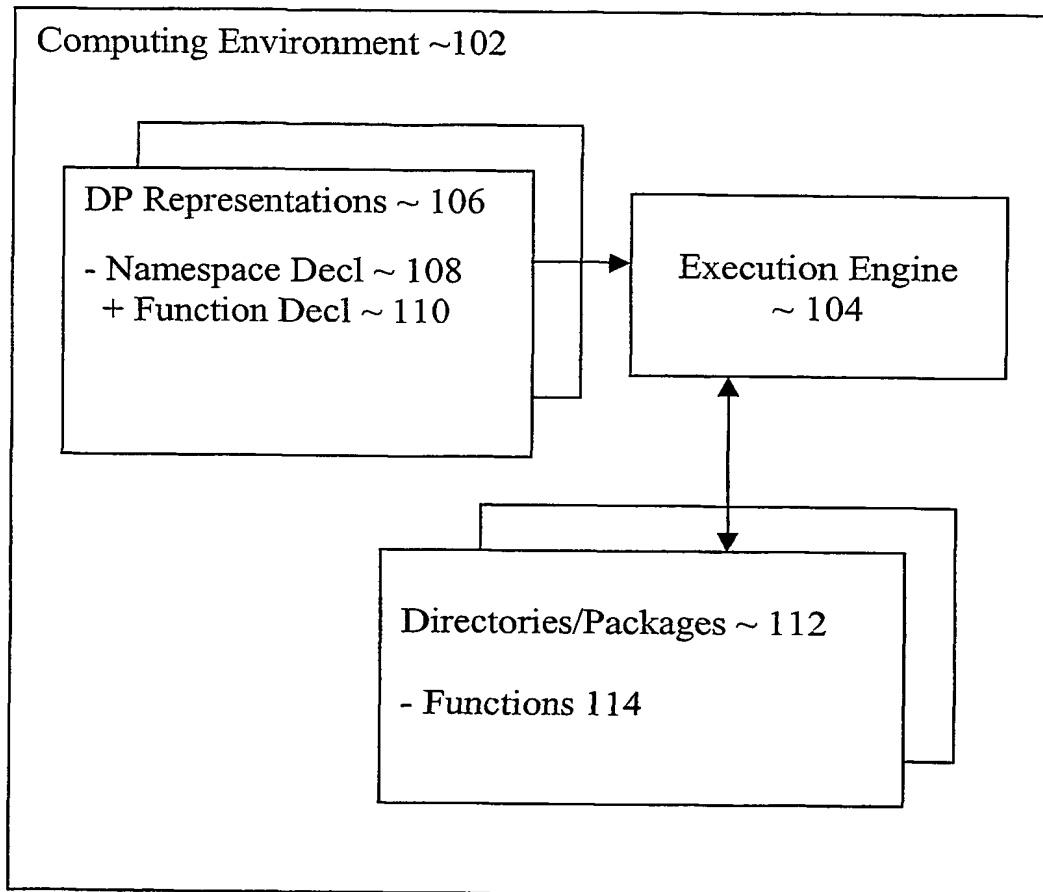 Computing Environment ~102
DP Representations ~ 106
- Namespace Decl ~ 108
+ Function Decl ~ 110
Execution Engine
~ 104
Directories/Packages ~ 112
- Functions 114